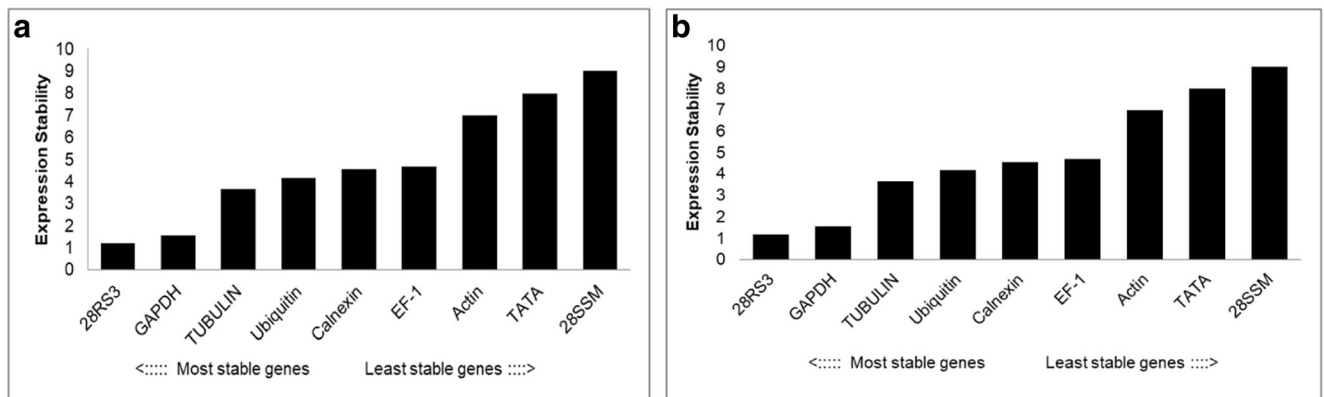 a
Expression Stability
10
9
8
7
6
5
4
3
2
1
0
28RS3
GAPDH
TUBULIN
Ubiquitin
Calnexin
EF-1
Actin
TATA
28SSM
<::::: Most stable genes
Least stable genes ::::>
b
Expression Stability
10
9
8
7
6
5
4
3
2
1
0
28RS3
GAPDH
TUBULIN
Ubiquitin
Calnexin
EF-1
Actin
TATA
28SSM
<::::: Most stable genes
Least stable genes ::::>